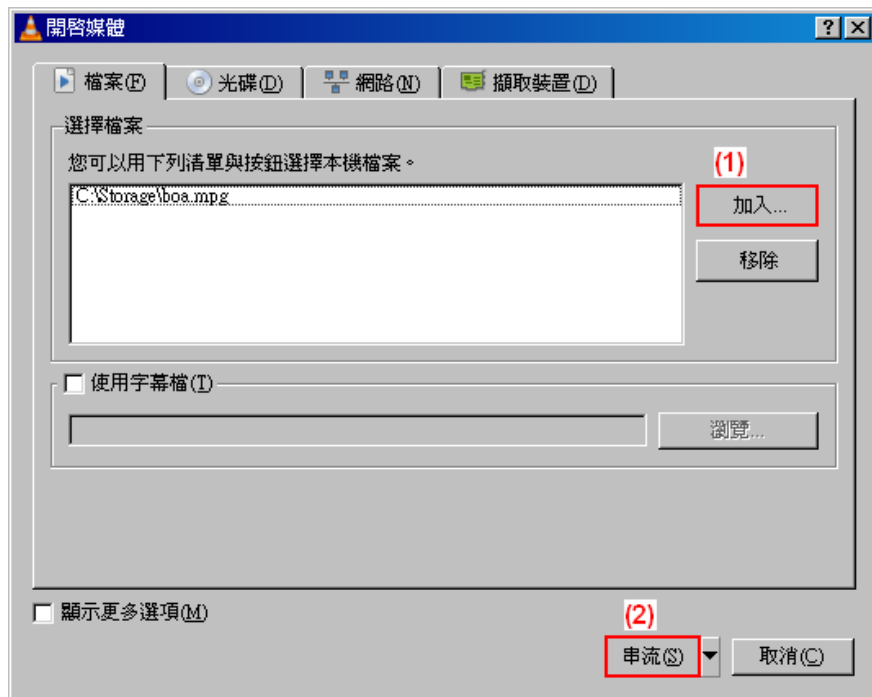 開啓媒體
檔案(F) 光碟(D) 網路(N) 擷取裝置(D)
選擇檔案
您可以用下列清單與按鈕選擇本機檔案。
(1)
C:\Storage\boa.mpg
加入...
移除
使用字幕檔(T)
瀏覽...
顯示更多選項(M)
(2)
串流(S) 取消(C)